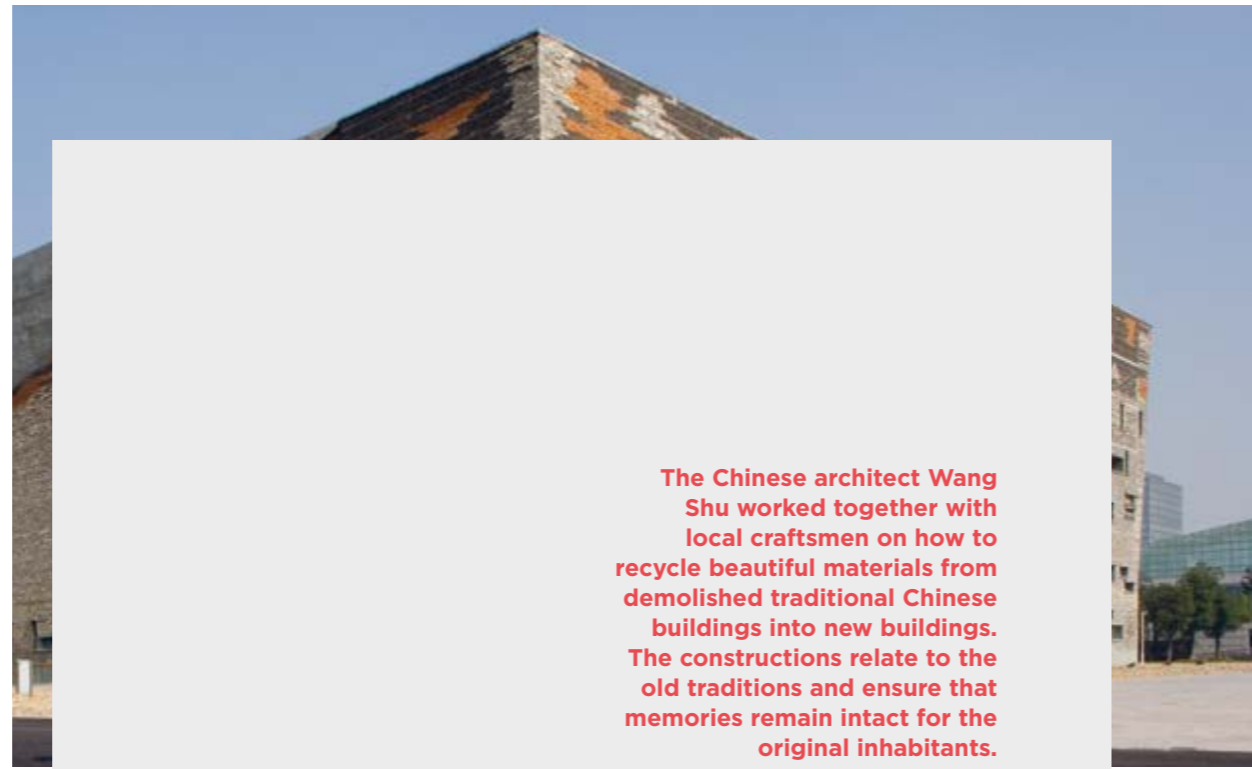 The Chinese architect Wang
Shu worked together with
local craftsmen on how to
recycle beautiful materials from
demolished traditional Chinese
buildings into new buildings.
The constructions relate to the
old traditions and ensure that
memories remain intact for the
original inhabitants.